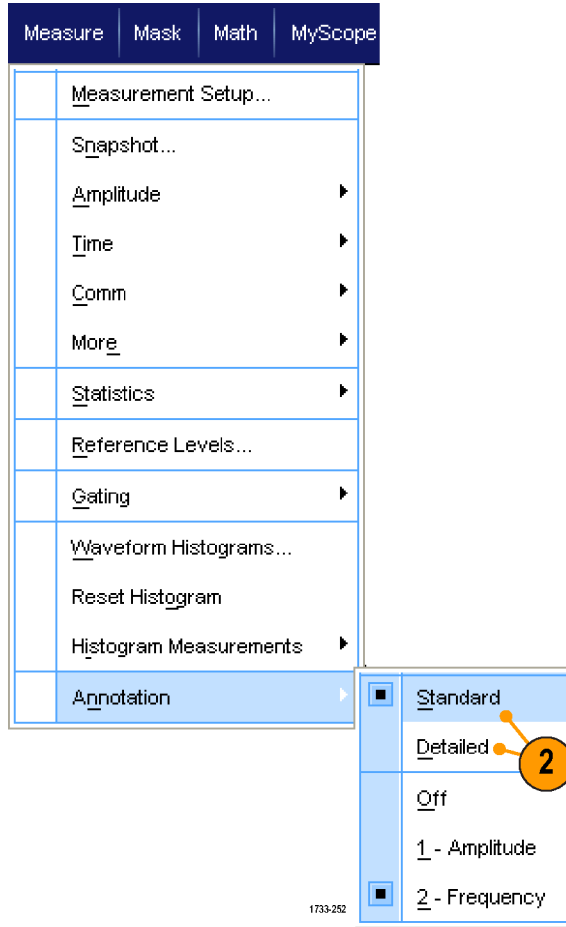 Measure Mask Math MyScope
Measurement Setup...
Snapshot...
Amplitude
Time
Comm
More
Statistics
Reference Levels...
Gating
Waveform Histograms...
Reset Histogram
Histogram Measurements
Annotation
Standard
Detailed
2
Off
1 - Amplitude
2 - Frequency
1733-252